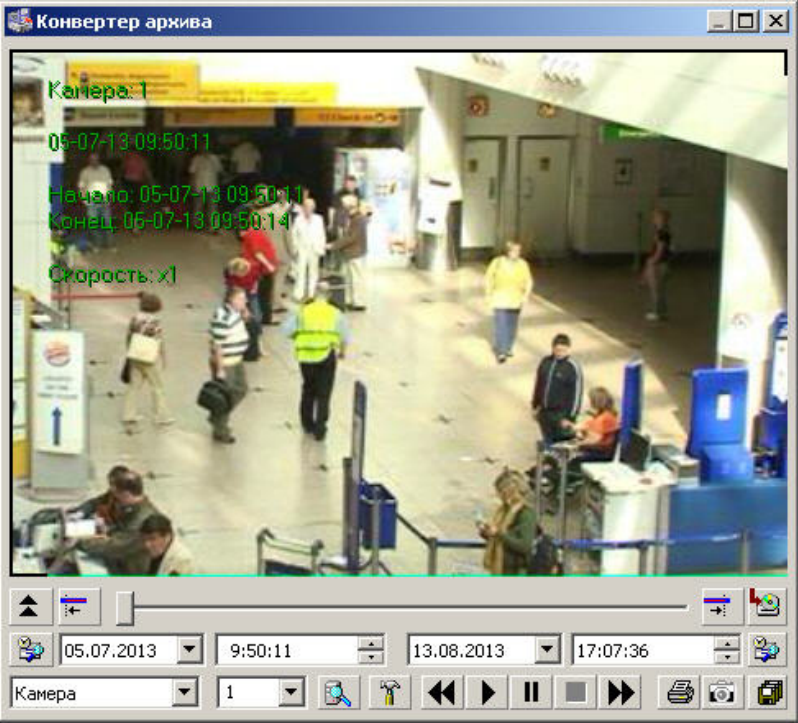 Конвертер архива
Камера: 1
05-07-13 09:50:11
Начало: 05-07-13 09:50:11
Конец: 05-07-13 09:50:14
Скорость: x1
05.07.2013
9:50:11
13.08.2013
17:07:36
Камера
1